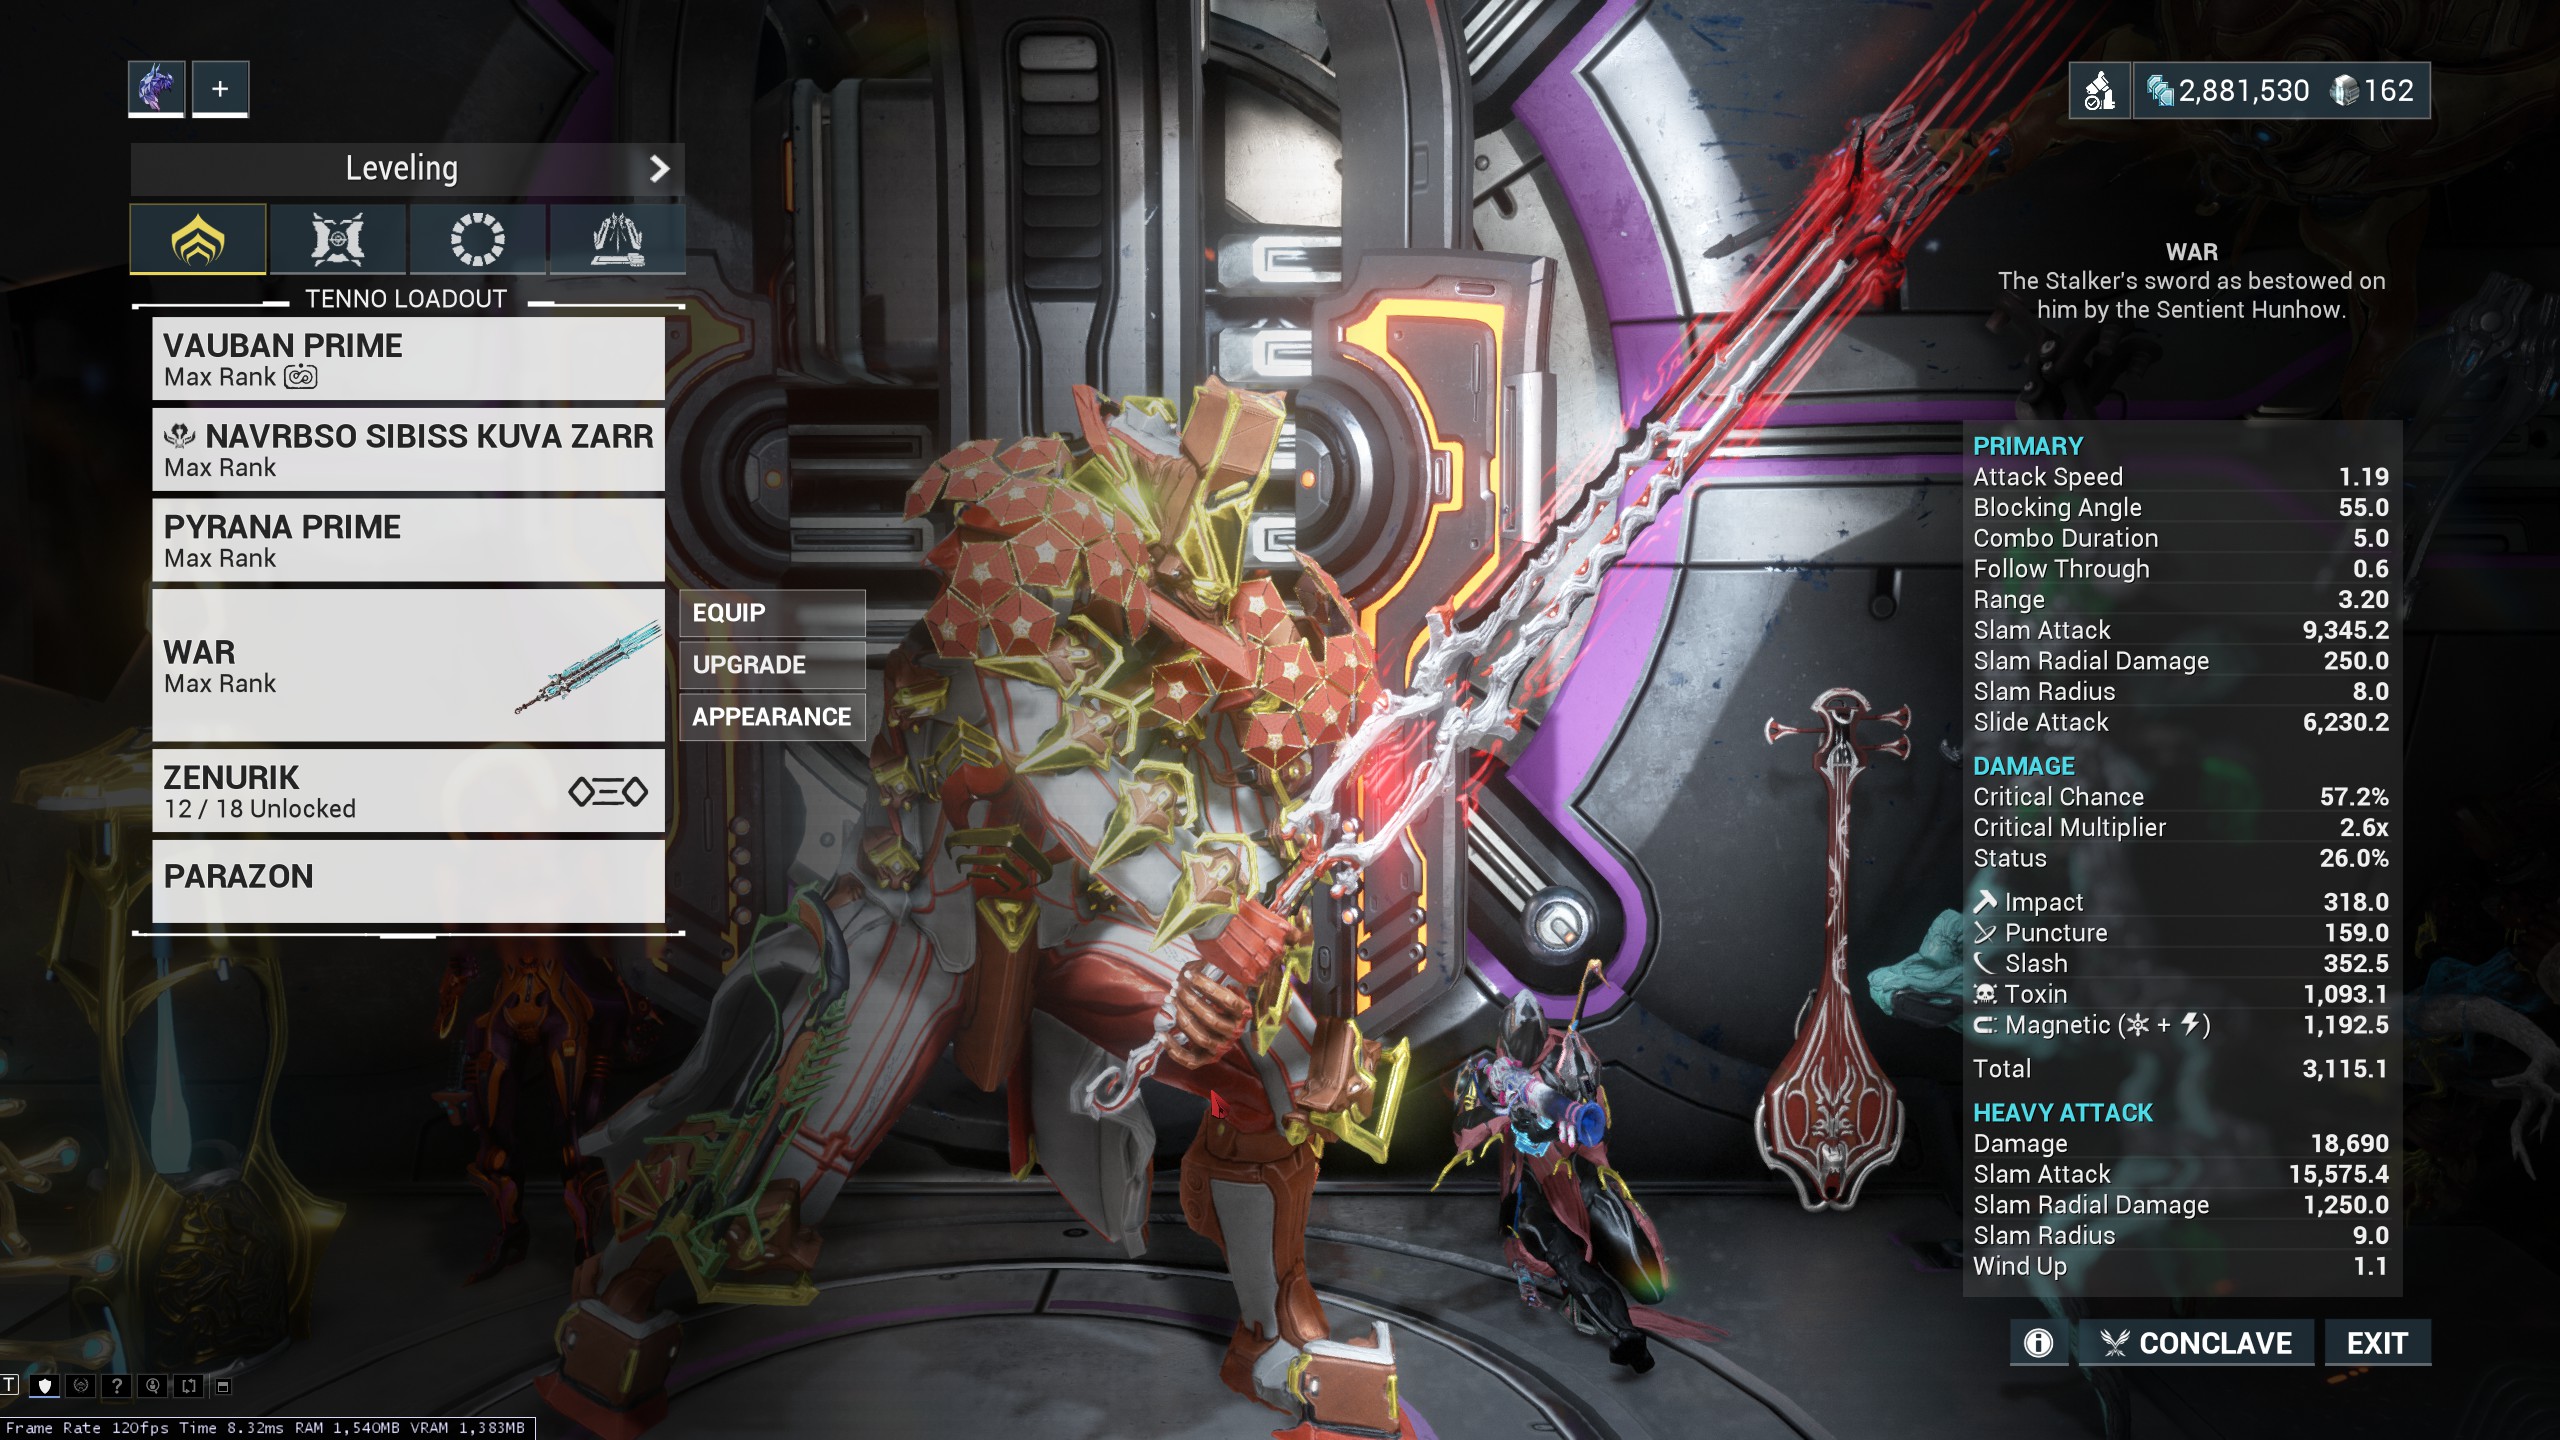 2,881,530 162
Leveling
TENNO LOADOUT
VAUBAN PRIME
Max Rank
NAVRBSO SIBISS KUVA ZARR
Max Rank
PYRANA PRIME
Max Rank
WAR
Max Rank
EQUIP
UPGRADE
APPEARANCE
ZENURIK
12 / 18 Unlocked
PARAZON
WAR
The Stalker's sword as bestowed on
him by the Sentient Hunhow.
PRIMARY
Attack Speed 1.19
Blocking Angle 55.0
Combo Duration 5.0
Follow Through 0.6
Range 3.20
Slam Attack 9,345.2
Slam Radial Damage 250.0
Slam Radius 8.0
Slide Attack 6,230.2
DAMAGE
Critical Chance 57.2%
Critical Multiplier 2.6x
Status 26.0%
Impact 318.0
Puncture 159.0
Slash 352.5
Toxin 1,093.1
Magnetic ( + ) 1,192.5
Total 3,115.1
HEAVY ATTACK
Damage 18,690
Slam Attack 15,575.4
Slam Radial Damage 1,250.0
Slam Radius 9.0
Wind Up 1.1
CONCLAVE EXIT
T ?
Frame Rate 120fps Time 8.32ms RAM 1,540MB VRAM 1,383MB